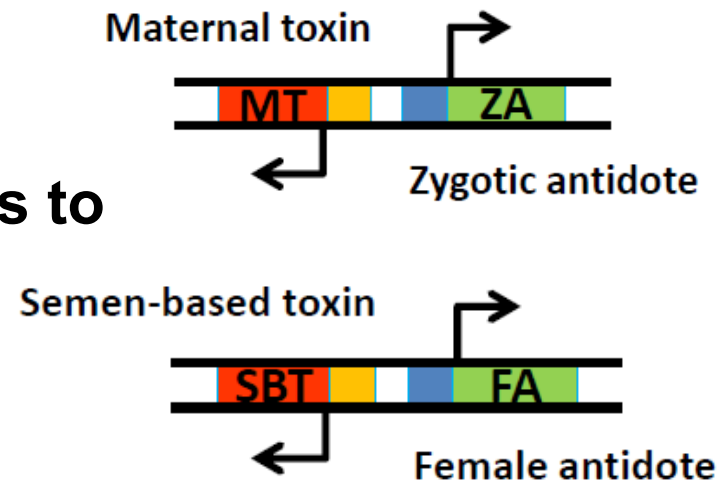 Maternal toxin
MT ZA
Zygotic antidote
s to
Semen-based toxin
SBT FA
Female antidote